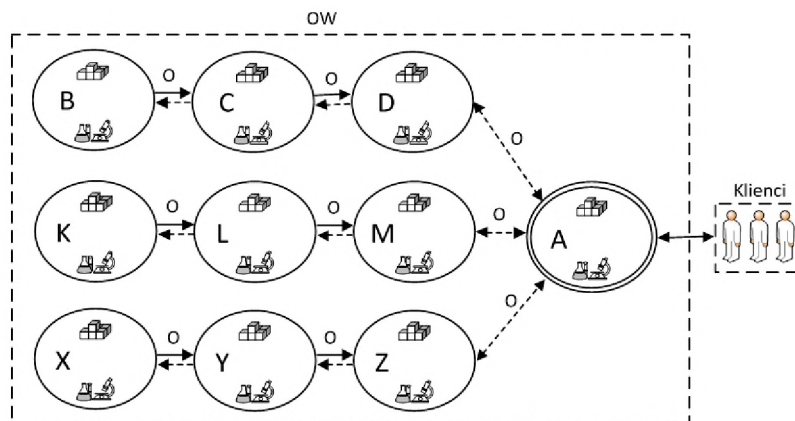 OW
B O C O D
O
Klienci
K O L O M O A
O
X O Y O Z